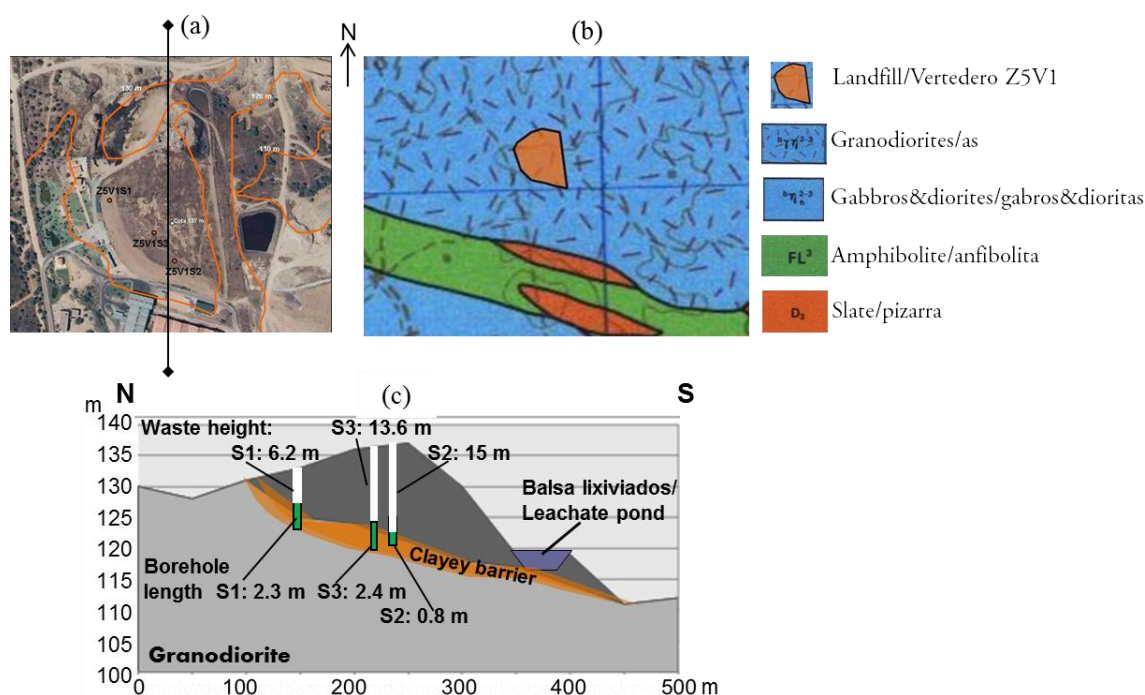 (a)
N
(b)
130 m
120 m
110 m
Z5V1S1
Cota 137 m
Z5V1S3
Z5V1S2
Landfill/Vertedero Z5V1
Granodiorites/as
Gabbros&diorites/gabros&dioritas
FL³ Amphibolite/anfibolita
D₃ Slate/pizarra
N (c) S
m
140
135
130
125
120
115
110
105
100
Waste height:
S1: 6.2 m
S3: 13.6 m
S2: 15 m
Balsa lixiviados/
Leachate pond
Clayey barrier
Borehole
length
S1: 2.3 m
S3: 2.4 m
S2: 0.8 m
Granodiorite
0 100 200 300 400 500 m